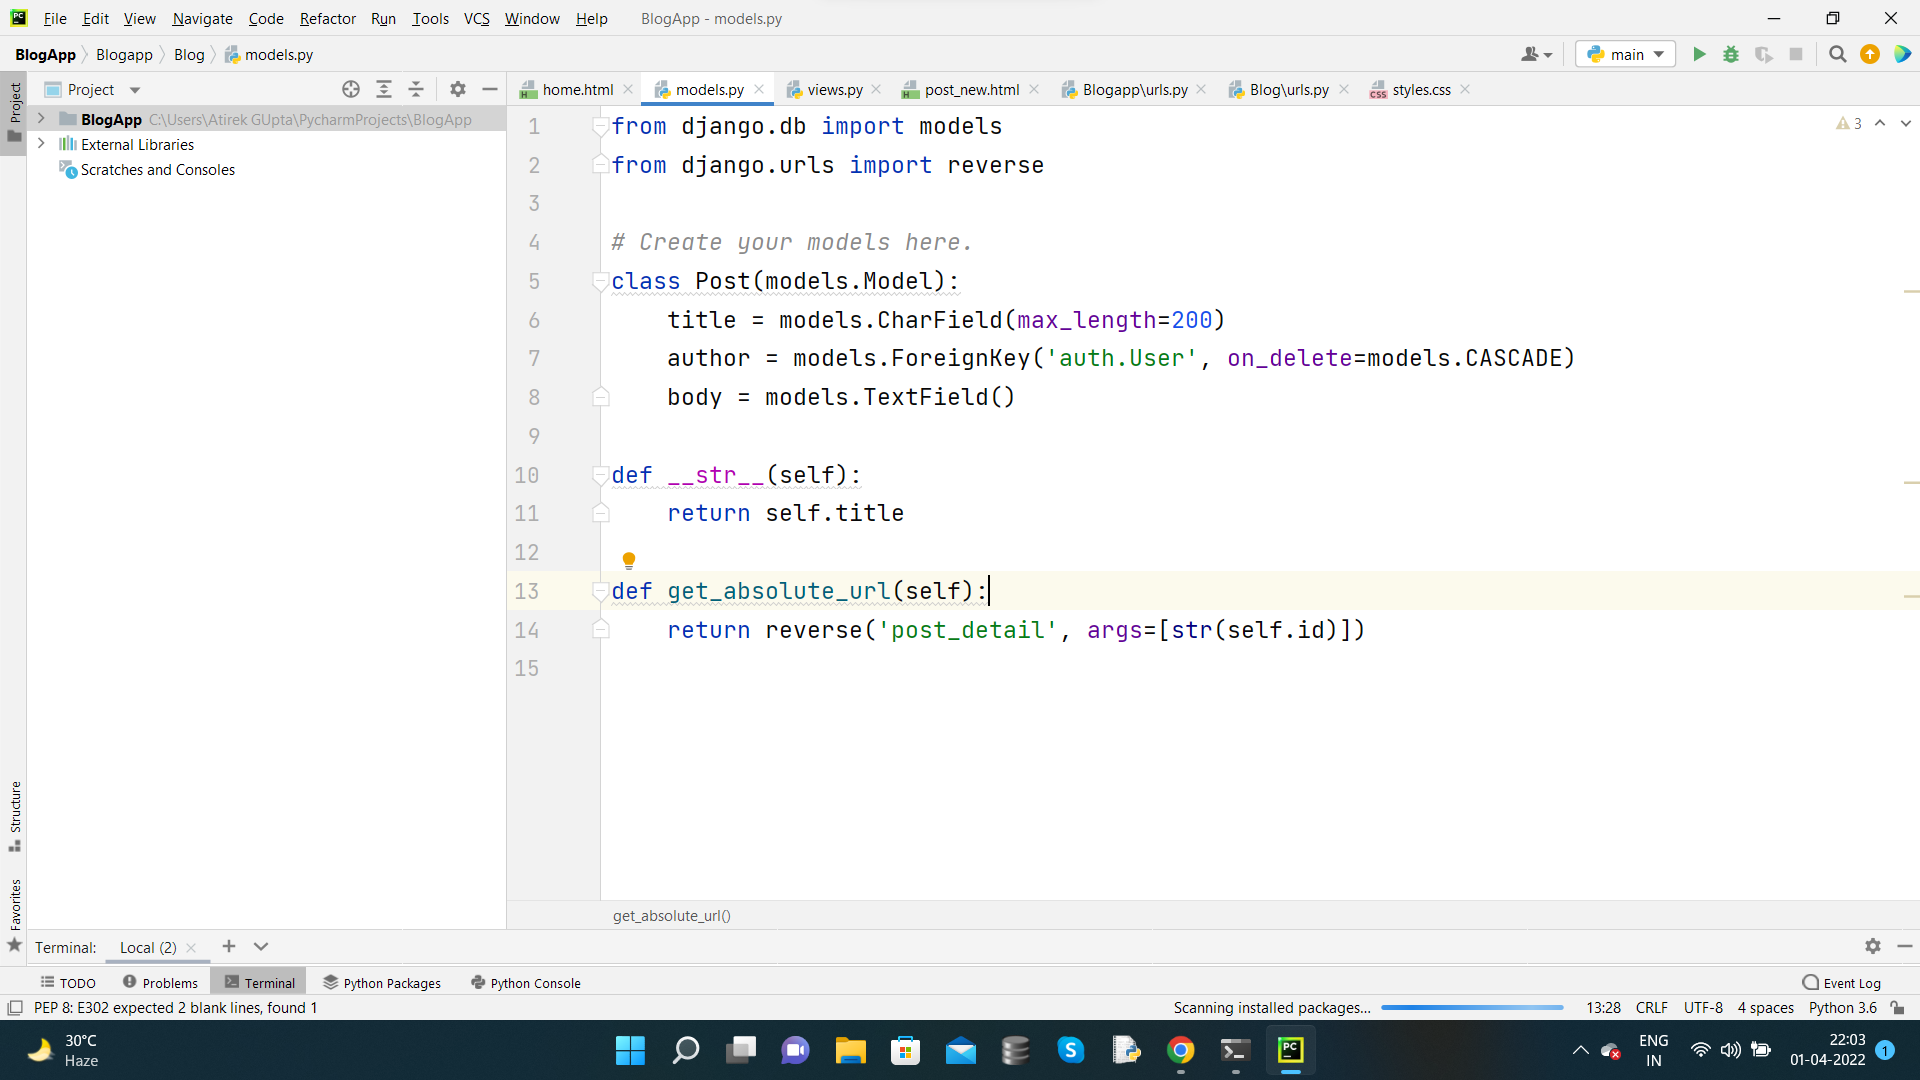 PC File Edit View Navigate Code Refactor Run Tools VCS Window Help BlogApp - models.py
BlogApp Blogapp Blog models.py main
Project
Project home.html models.py views.py post_new.html Blogapp\urls.py Blog\urls.py styles.css
BlogApp C:\Users\Atirek GUpta\PycharmProjects\BlogApp
External Libraries
Scratches and Consoles
3
1 from django.db import models
2 from django.urls import reverse
3
4 # Create your models here.
5 class Post(models.Model):
6 title = models.CharField(max_length=200)
7 author = models.ForeignKey('auth.User', on_delete=models.CASCADE)
8 body = models.TextField()
9
10 def __str__(self):
11 return self.title
12
13 def get_absolute_url(self):
14 return reverse('post_detail', args=[str(self.id)])
15
Structure
Favorites
get_absolute_url()
Terminal: Local (2)
TODO Problems Terminal Python Packages Python Console Event Log
PEP 8: E302 expected 2 blank lines, found 1 Scanning installed packages... 13:28 CRLF UTF-8 4 spaces Python 3.6
30°C
Haze
S
PC
ENG
IN
22:03
01-04-2022
1